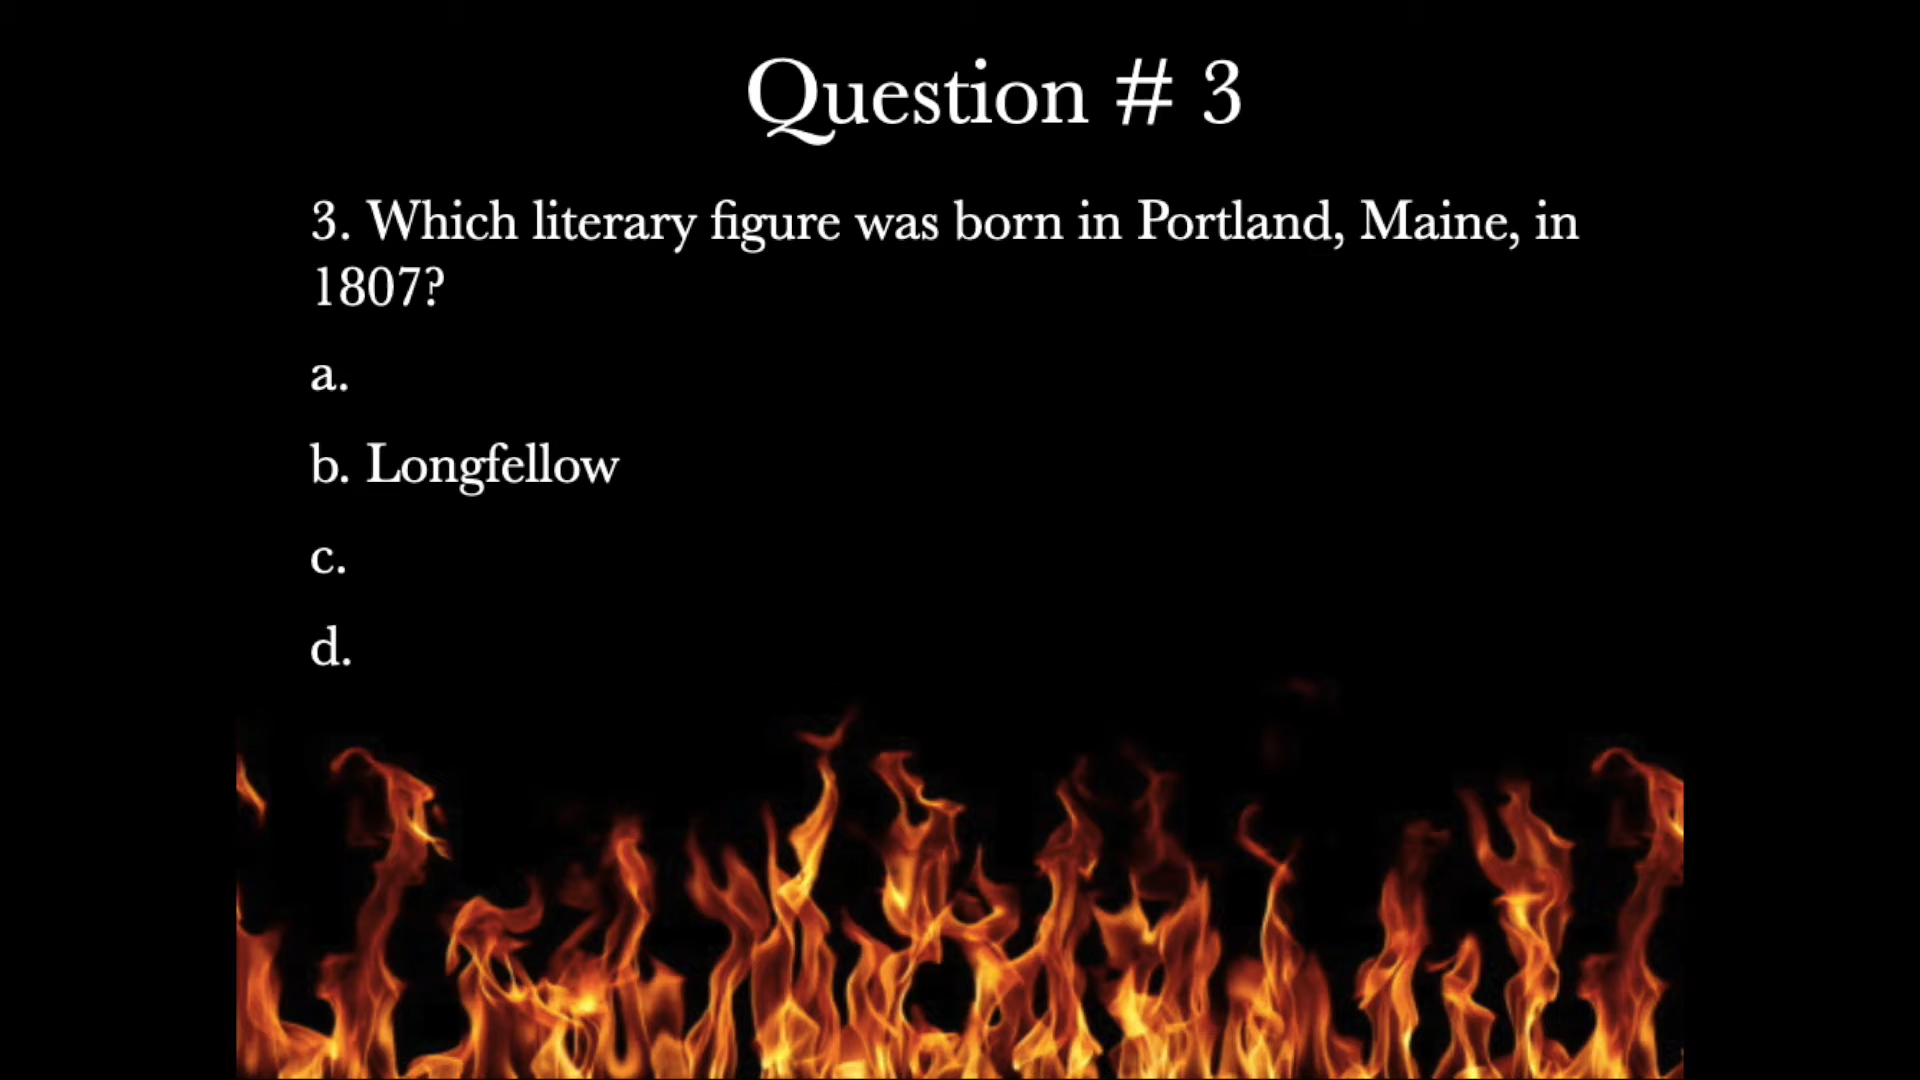 Question # 3
3. Which literary figure was born in Portland, Maine, in
1807?
a.
b. Longfellow
c.
d.